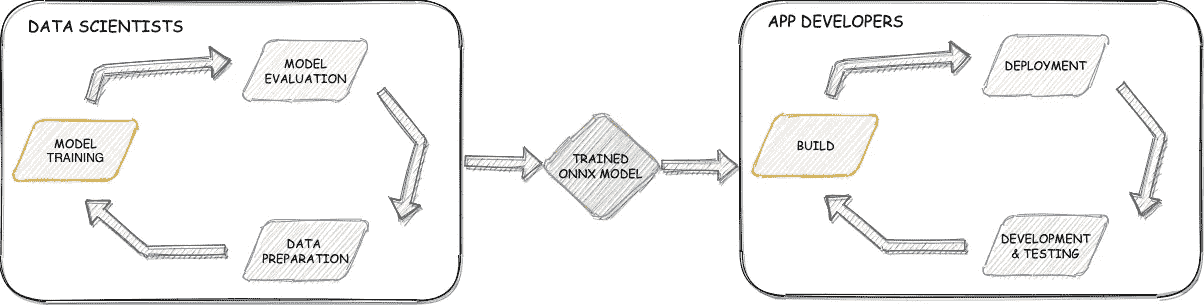 DATA SCIENTISTS
MODEL
EVALUATION
MODEL
TRAINING
DATA
PREPARATION
TRAINED
ONNX MODEL
APP DEVELOPERS
DEPLOYMENT
BUILD
DEVELOPMENT
& TESTING